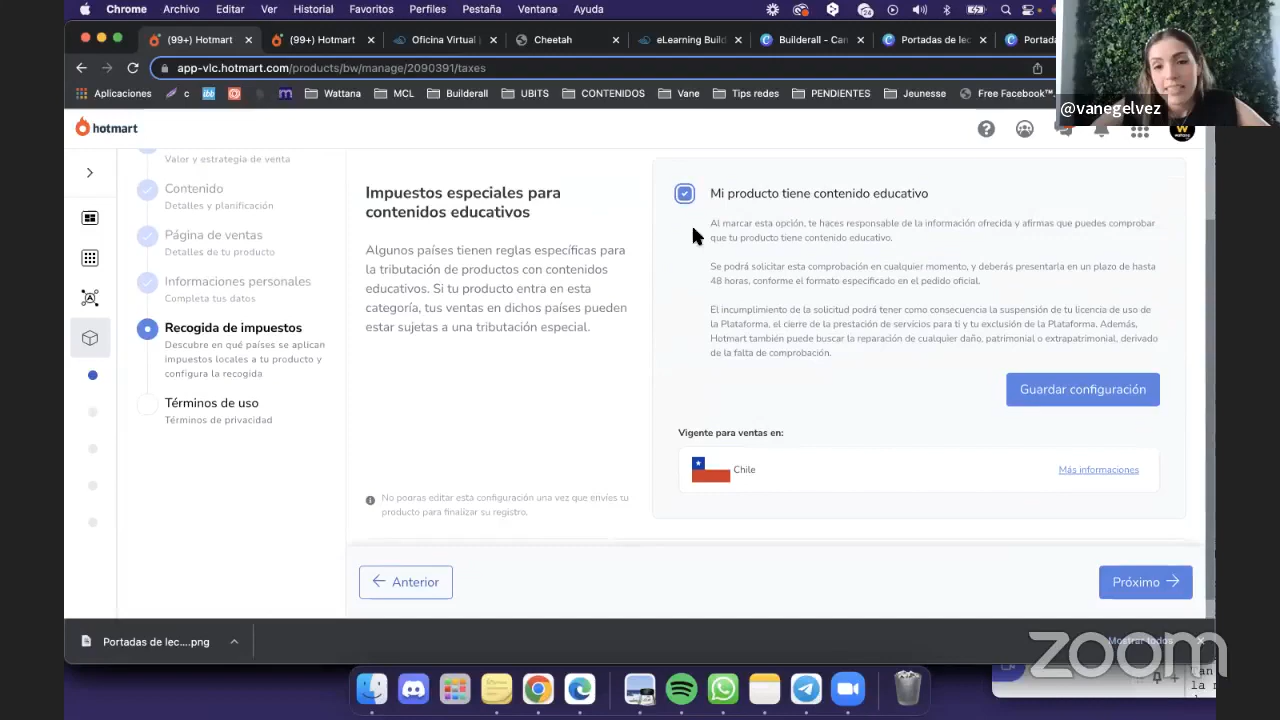 Chrome Archivo Editar Ver Historial Favoritos Perfiles Pestaña Ventana Ayuda
(99+) Hotmart
(99+) Hotmart
Oficina Virtual
Cheetah
eLearning Buil
Builderall - Can
Portadas de lec
Portada
app-vlc.hotmart.com/products/bw/manage/2090391/taxes
Aplicaciones
c
Wattana
MCL
Builderall
UBITS
CONTENIDOS
Vane
Tips redes
PENDIENTES
Jeunesse
Free Facebook™
@vanegelvez
hotmart
Valor y estrategia de venta
Contenido
Detalles y planificación
Página de ventas
Detalles de tu producto
Informaciones personales
Completa tus datos
Recogida de impuestos
Descubre en qué países se aplican
impuestos locales a tu producto y
configura la recogida
Términos de uso
Términos de privacidad
Impuestos especiales para
contenidos educativos
Algunos países tienen reglas específicas para
la tributación de productos con contenidos
educativos. Si tu producto entra en esta
categoría, tus ventas en dichos países pueden
estar sujetas a una tributación especial.
No podrás editar esta configuración una vez que envíes tu
producto para finalizar su registro.
Mi producto tiene contenido educativo
Al marcar esta opción, te haces responsable de la información ofrecida y afirmas que puedes comprobar
que tu producto tiene contenido educativo.
Se podrá solicitar esta comprobación en cualquier momento, y deberás presentarla en un plazo de hasta
48 horas, conforme el formato especificado en el pedido oficial.
El incumplimiento de la solicitud podrá tener como consecuencia la suspensión de tu licencia de uso de
la Plataforma, el cierre de la prestación de servicios para ti y tu exclusión de la Plataforma. Además,
Hotmart también puede buscar la reparación de cualquier daño, patrimonial o extrapatrimonial, derivado
de la falta de comprobación.
Guardar configuración
Vigente para ventas en:
Chile
Más informaciones
Anterior
Próximo
Portadas de lec....png
Mostrar todos
zoom